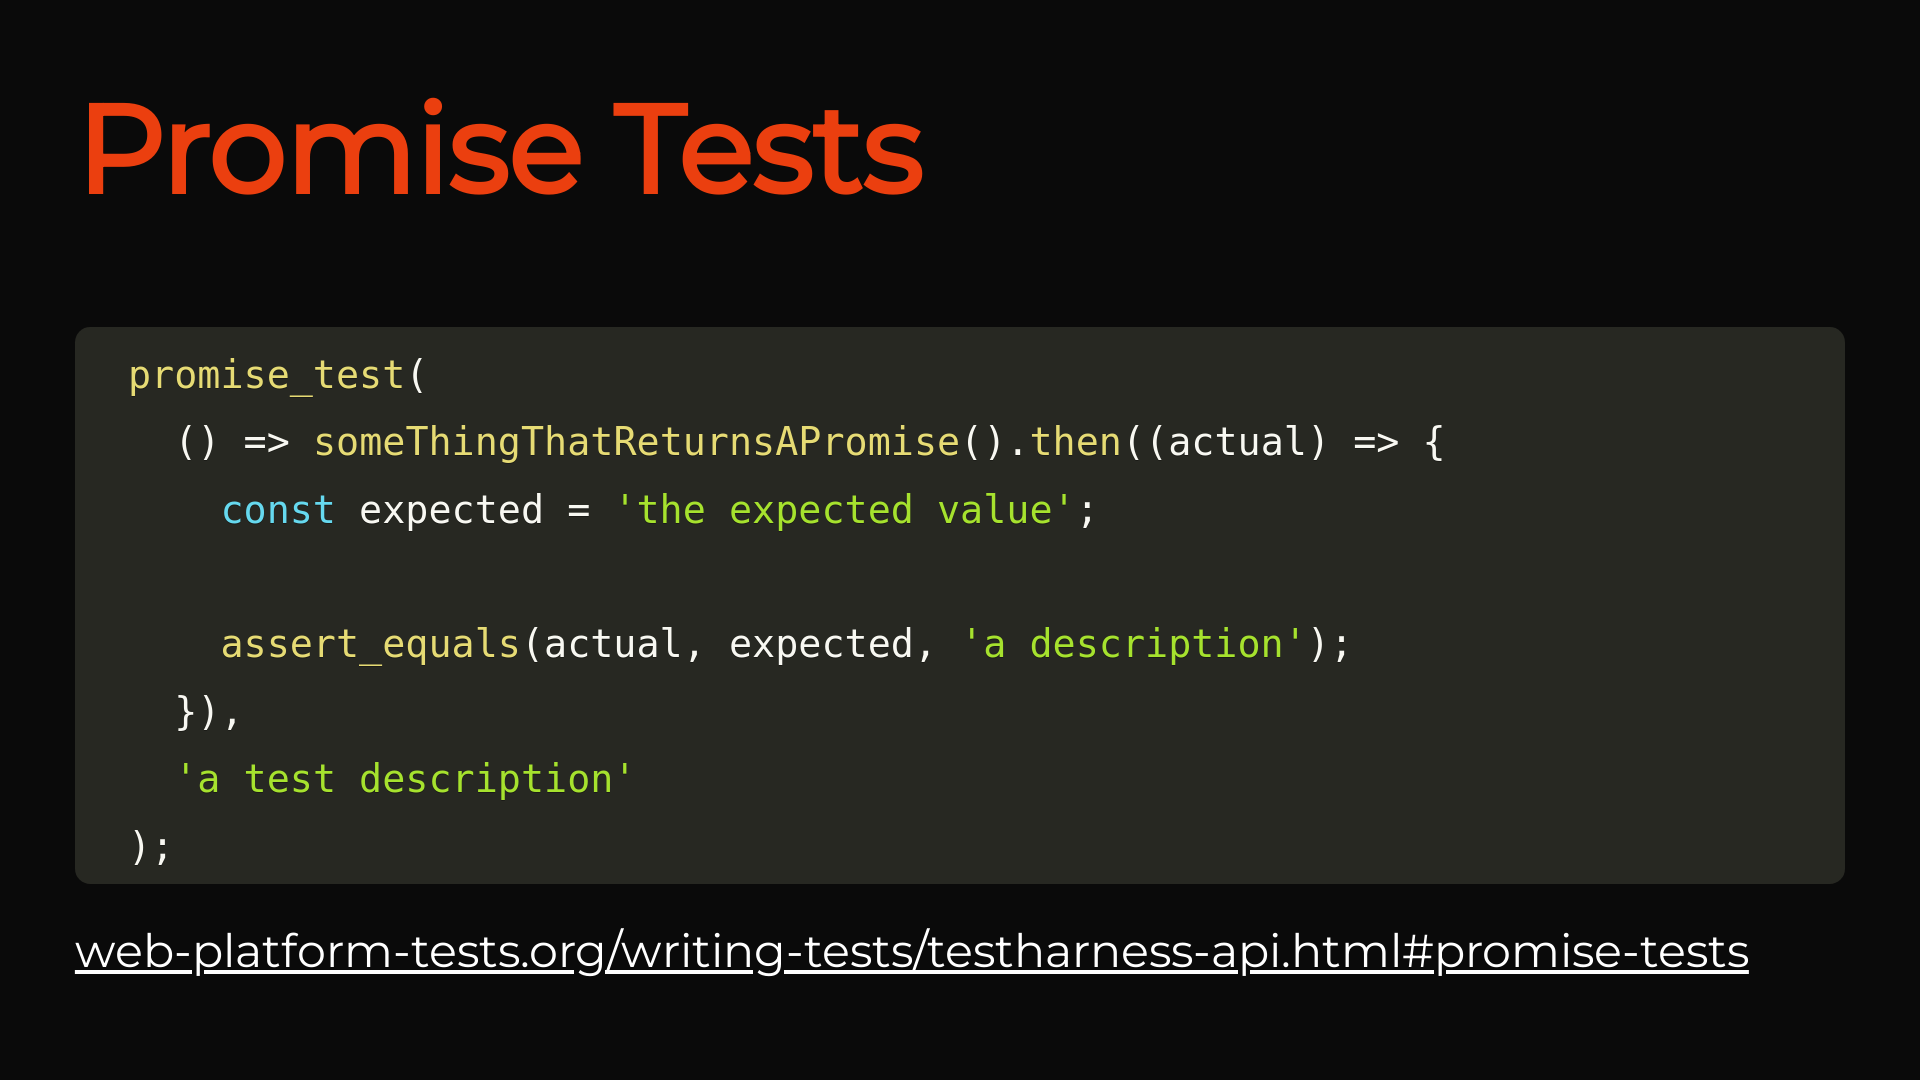 Promise Tests
promise_test(
  () => someThingThatReturnsAPromise().then((actual) => {
    const expected = 'the expected value';

    assert_equals(actual, expected, 'a description');
  }),
  'a test description'
);
web-platform-tests.org/writing-tests/testharness-api.html#promise-tests